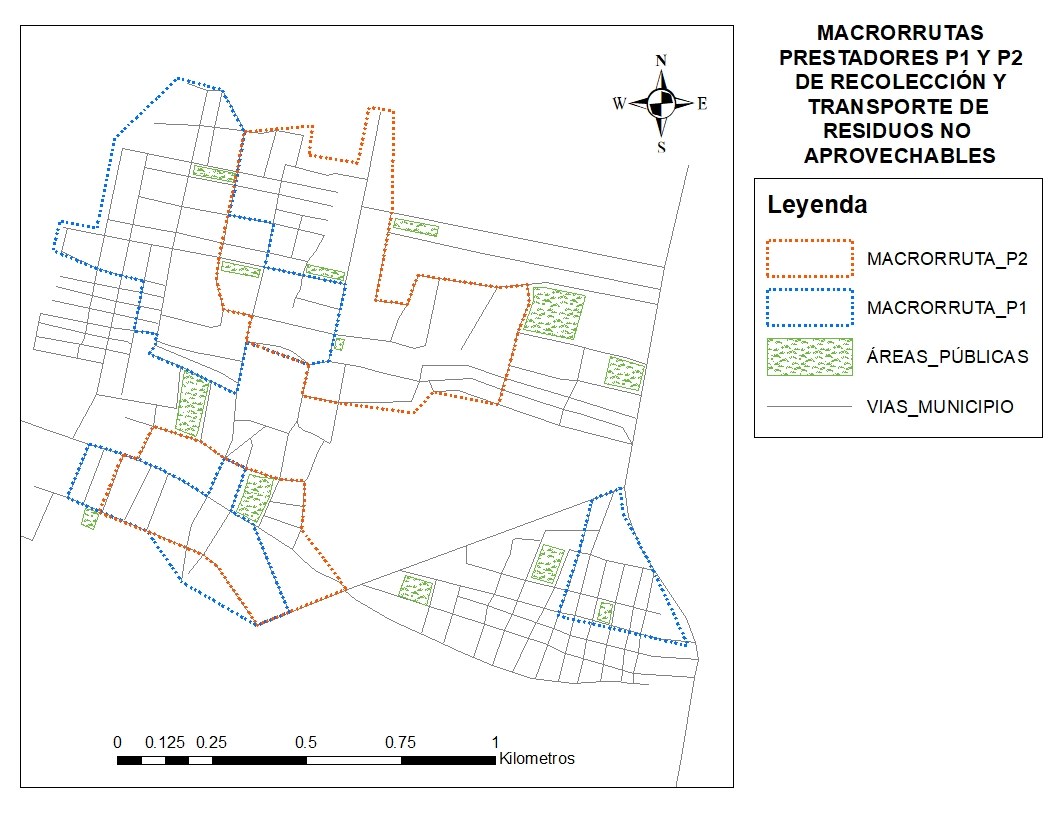 MACRORRUTAS
PRESTADORES P1 Y P2
DE RECOLECCIÓN Y
TRANSPORTE DE
RESIDUOS NO
APROVECHABLES
Leyenda
MACRORRUTA_P2
MACRORRUTA_P1
ÁREAS_PÚBLICAS
VIAS_MUNICIPIO
N
W E
S
0 0.125 0.25 0.5 0.75 1
Kilometros